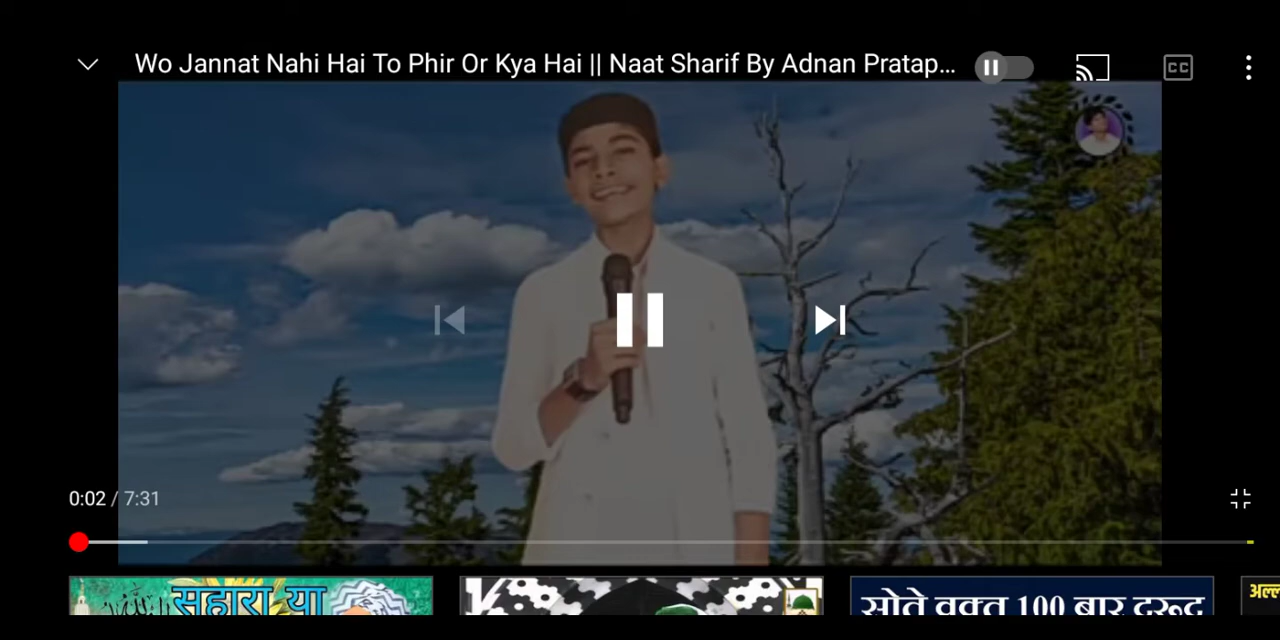 Wo Jannat Nahi Hai To Phir Or Kya Hai || Naat Sharif By Adnan Pratap...
CC
0:02 / 7:31
सहारा या
सोते वक्त 100 बार दरूद